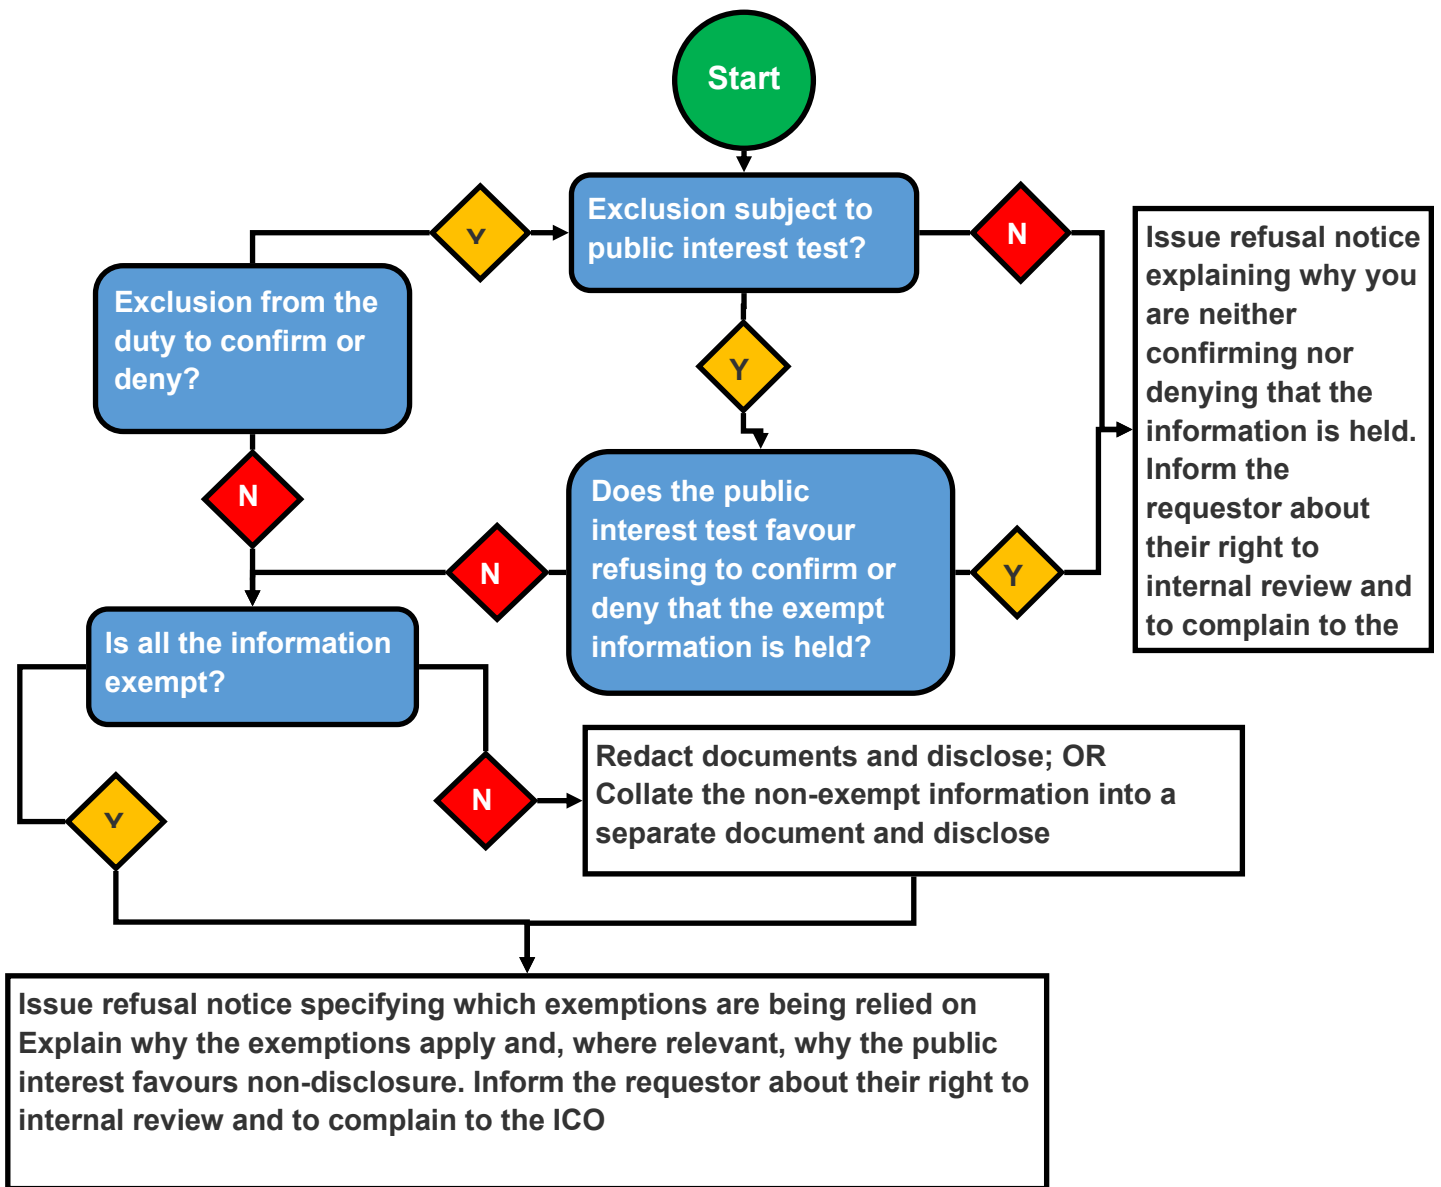 Start
Y
Exclusion subject to
public interest test?
N
Exclusion from the
duty to confirm or
deny?
Issue refusal notice
explaining why you
are neither
confirming nor
denying that the
information is held.
Inform the
requestor about
their right to
internal review and
to complain to the
Y
N
Does the public
interest test favour
refusing to confirm or
deny that the exempt
information is held?
N
Y
Is all the information
exempt?
Y
N
Redact documents and disclose; OR
Collate the non-exempt information into a
separate document and disclose
Issue refusal notice specifying which exemptions are being relied on
Explain why the exemptions apply and, where relevant, why the public
interest favours non-disclosure. Inform the requestor about their right to
internal review and to complain to the ICO